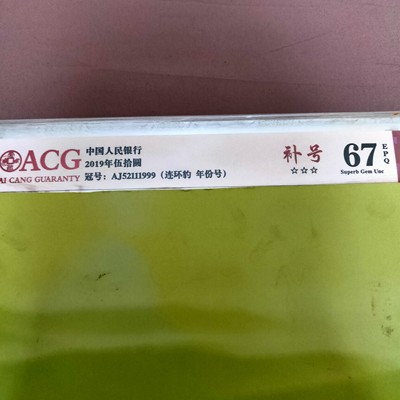 ACG
AI CANG GUARANTY
中国人民银行
2019年伍拾圆
冠号：AJ52111999（连环豹 年份号）
补号
☆☆☆
67
EPQ
Superb Gem Unc